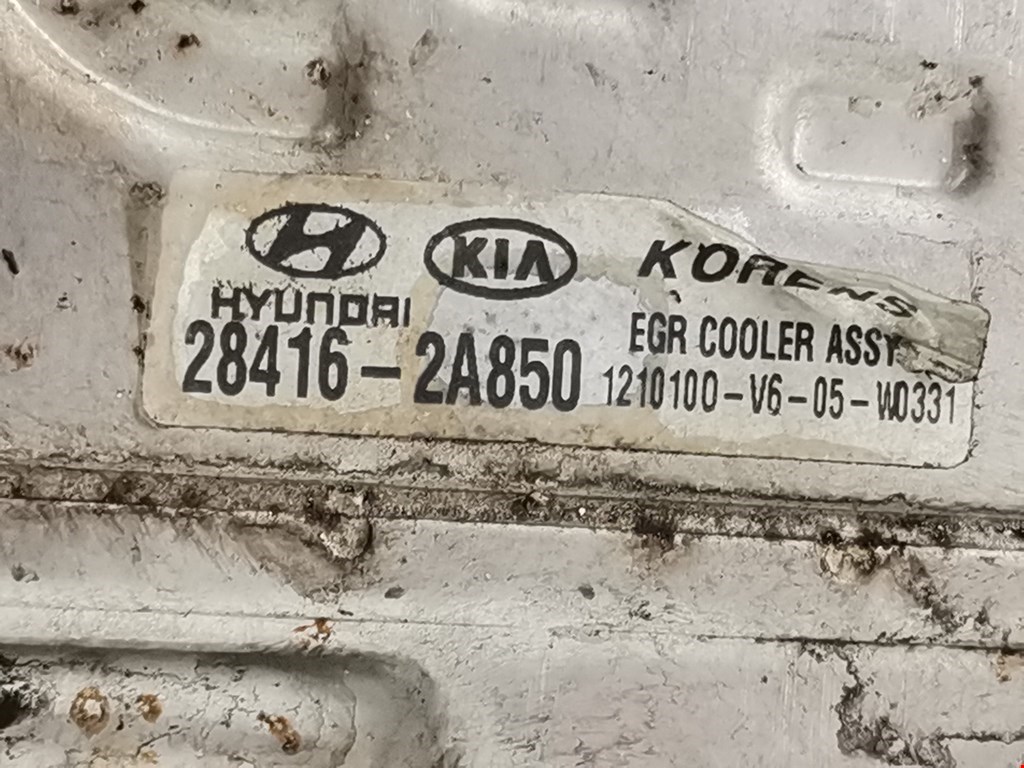 HYUNDAI
KIA
KORENS
28416-2A850
EGR COOLER ASSY
1210100-V6-05-W0331